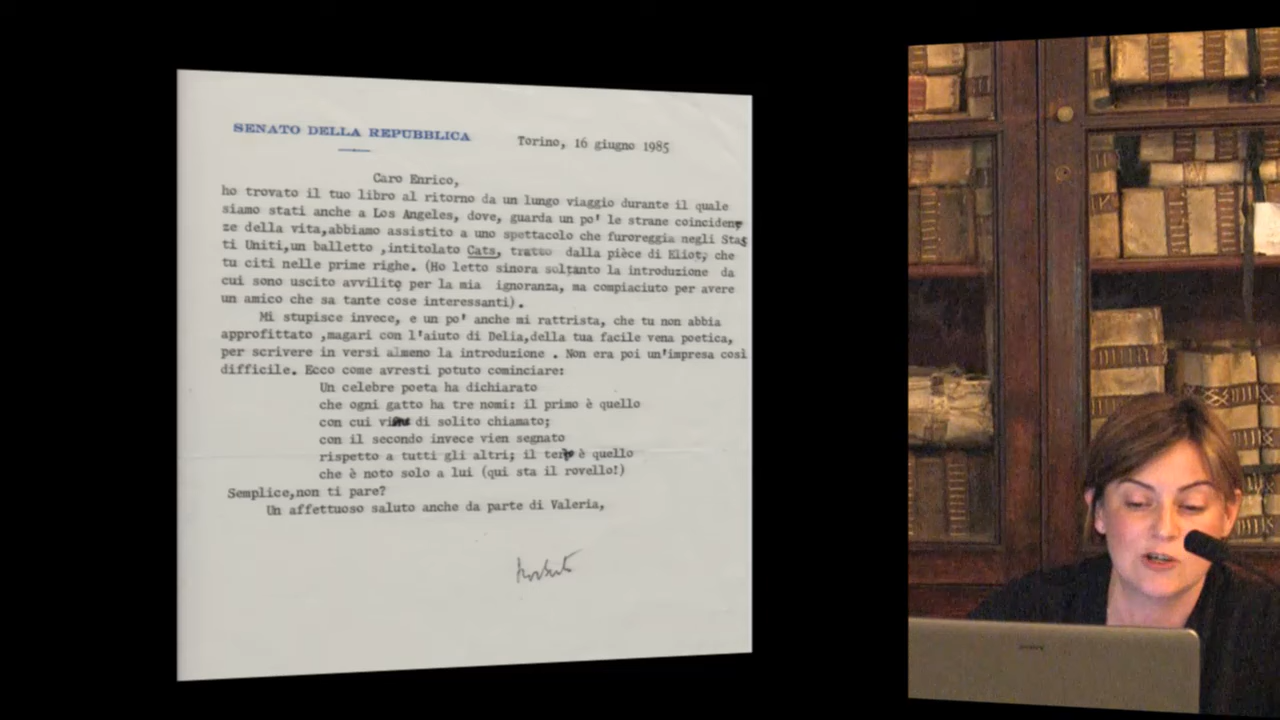 SENATO DELLA REPUBBLICA
Torino, 16 giugno 1985
Caro Enrico,
ho trovato il tuo libro al ritorno da un lungo viaggio durante il quale
siamo stati anche a Los Angeles, dove, guarda un po' le strane coinciden
ze della vita,abbiamo assistito a uno spettacolo che furoreggia negli Sta
ti Uniti,un balletto ,intitolato Cats, tratto dalla pièce di Eliot, che
tu citi nelle prime righe. (Ho letto sinora soltanto la introduzione da
cui sono uscito avvilito per la mia ignoranza, ma compiaciuto per avere
un amico che sa tante cose interessanti).
Mi stupisce invece, e un po' anche mi rattrista, che tu non abbia
approfittato ,magari con l'aiuto di Delia,della tua facile vena poetica,
per scrivere in versi almeno la introduzione . Non era poi un'impresa così
difficile. Ecco come avresti potuto cominciare:
Un celebre poeta ha dichiarato
che ogni gatto ha tre nomi: il primo è quello
con cui di solito chiamato;
con il secondo invece vien segnato
rispetto a tutti gli altri; il è quello
che è noto solo a lui (qui sta il rovello!)
Semplice,non ti pare?
Un affettuoso saluto anche da parte di Valeria,